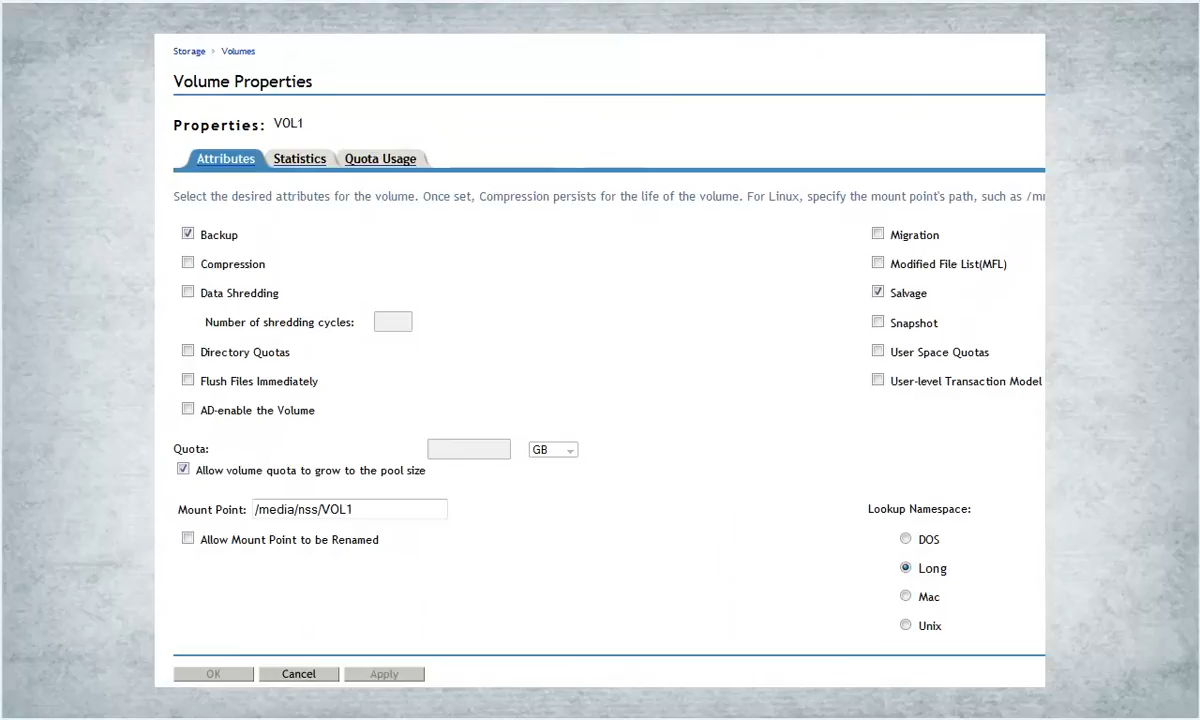 Storage > Volumes
Volume Properties
Properties: VOL1
Attributes Statistics Quota Usage
Select the desired attributes for the volume. Once set, Compression persists for the life of the volume. For Linux, specify the mount point's path, such as
Backup
Migration
Compression
Modified File List(MFL)
Data Shredding
Salvage
Number of shredding cycles:
Snapshot
Directory Quotas
User Space Quotas
Flush Files Immediately
User-level Transaction Model
AD-enable the Volume
Quota: GB
Allow volume quota to grow to the pool size
Mount Point: /media/nss/VOL1
Lookup Namespace:
Allow Mount Point to be Renamed
DOS
Long
Mac
Unix
OK Cancel Apply